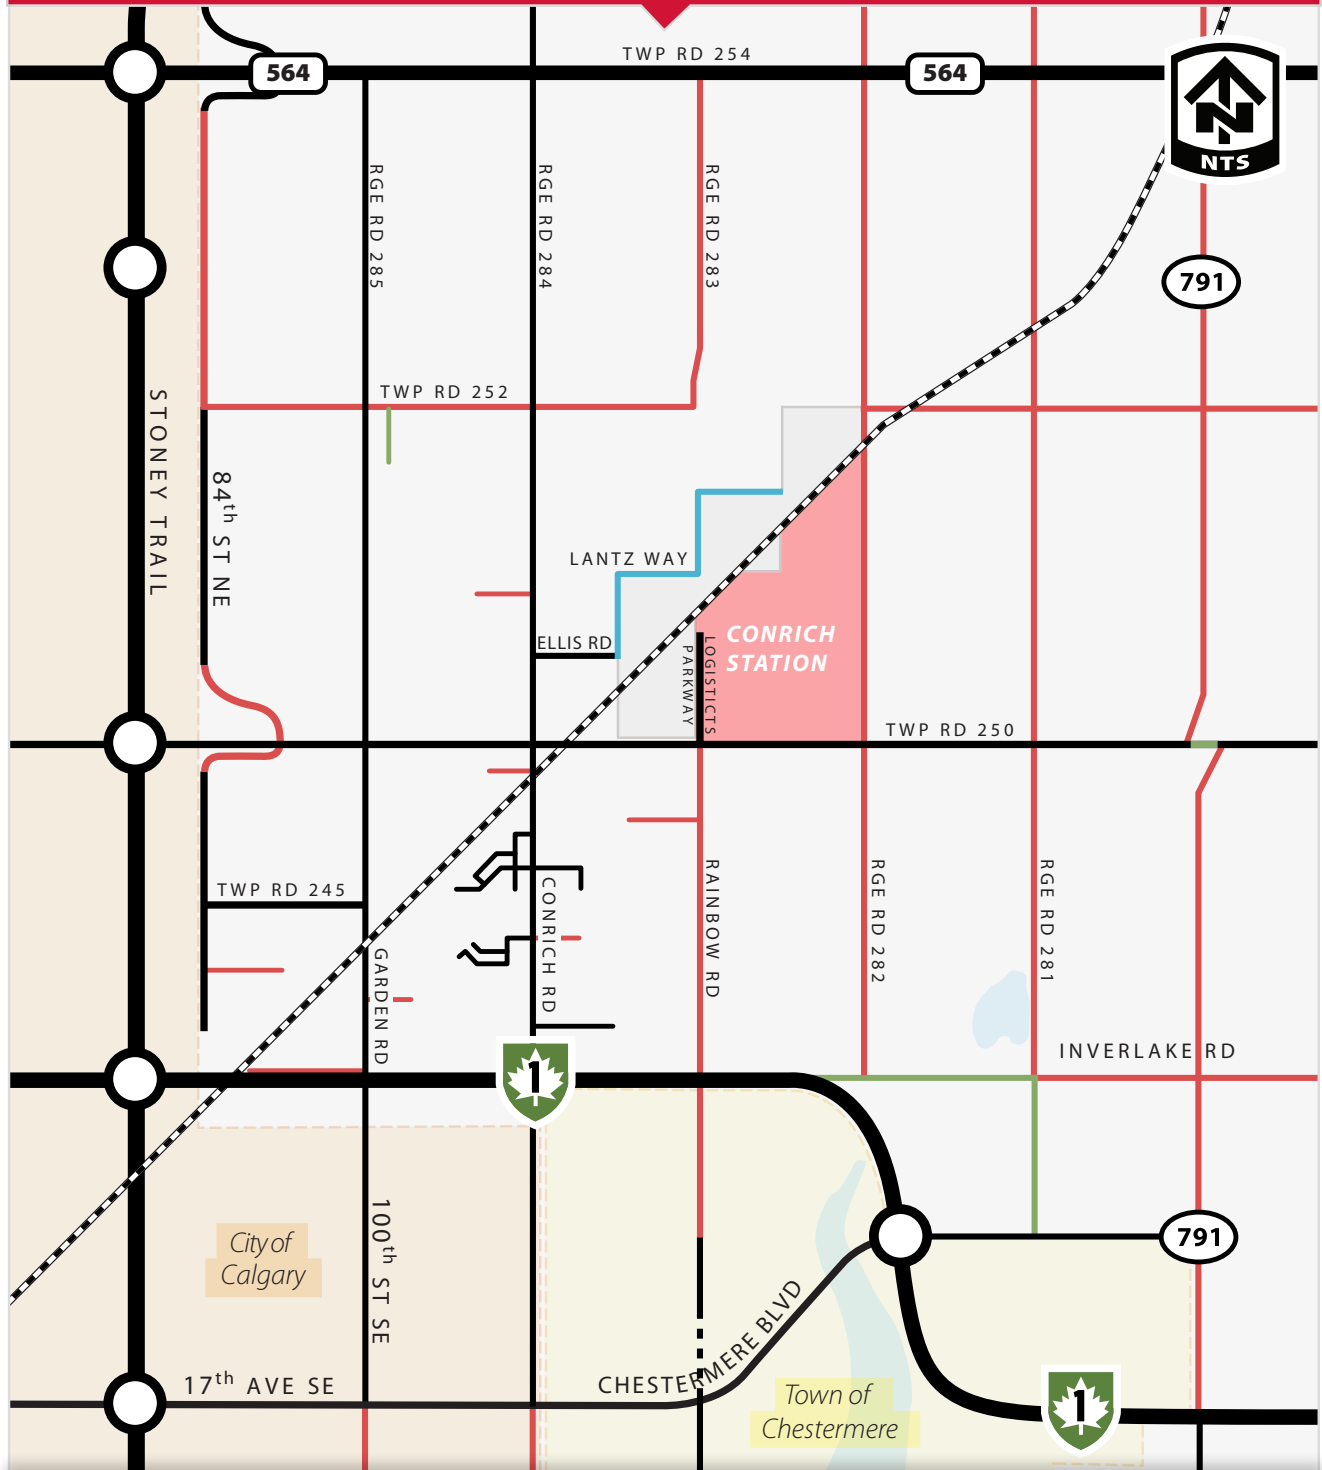 TWP RD 254
564
564
NTS
RGE RD 285
RGE RD 284
RGE RD 283
791
TWP RD 252
STONEY TRAIL
84th ST NE
LANTZ WAY
ELLIS RD
CONRICH
STATION
LOGISTICTS
PARKWAY
TWP RD 250
TWP RD 245
GARDEN RD
CONRICH RD
RAINBOW RD
RGE RD 282
RGE RD 281
INVERLAKE RD
1
City of
Calgary
100th ST SE
791
CHESTERMERE BLVD
17th AVE SE
Town of
Chestermere
1